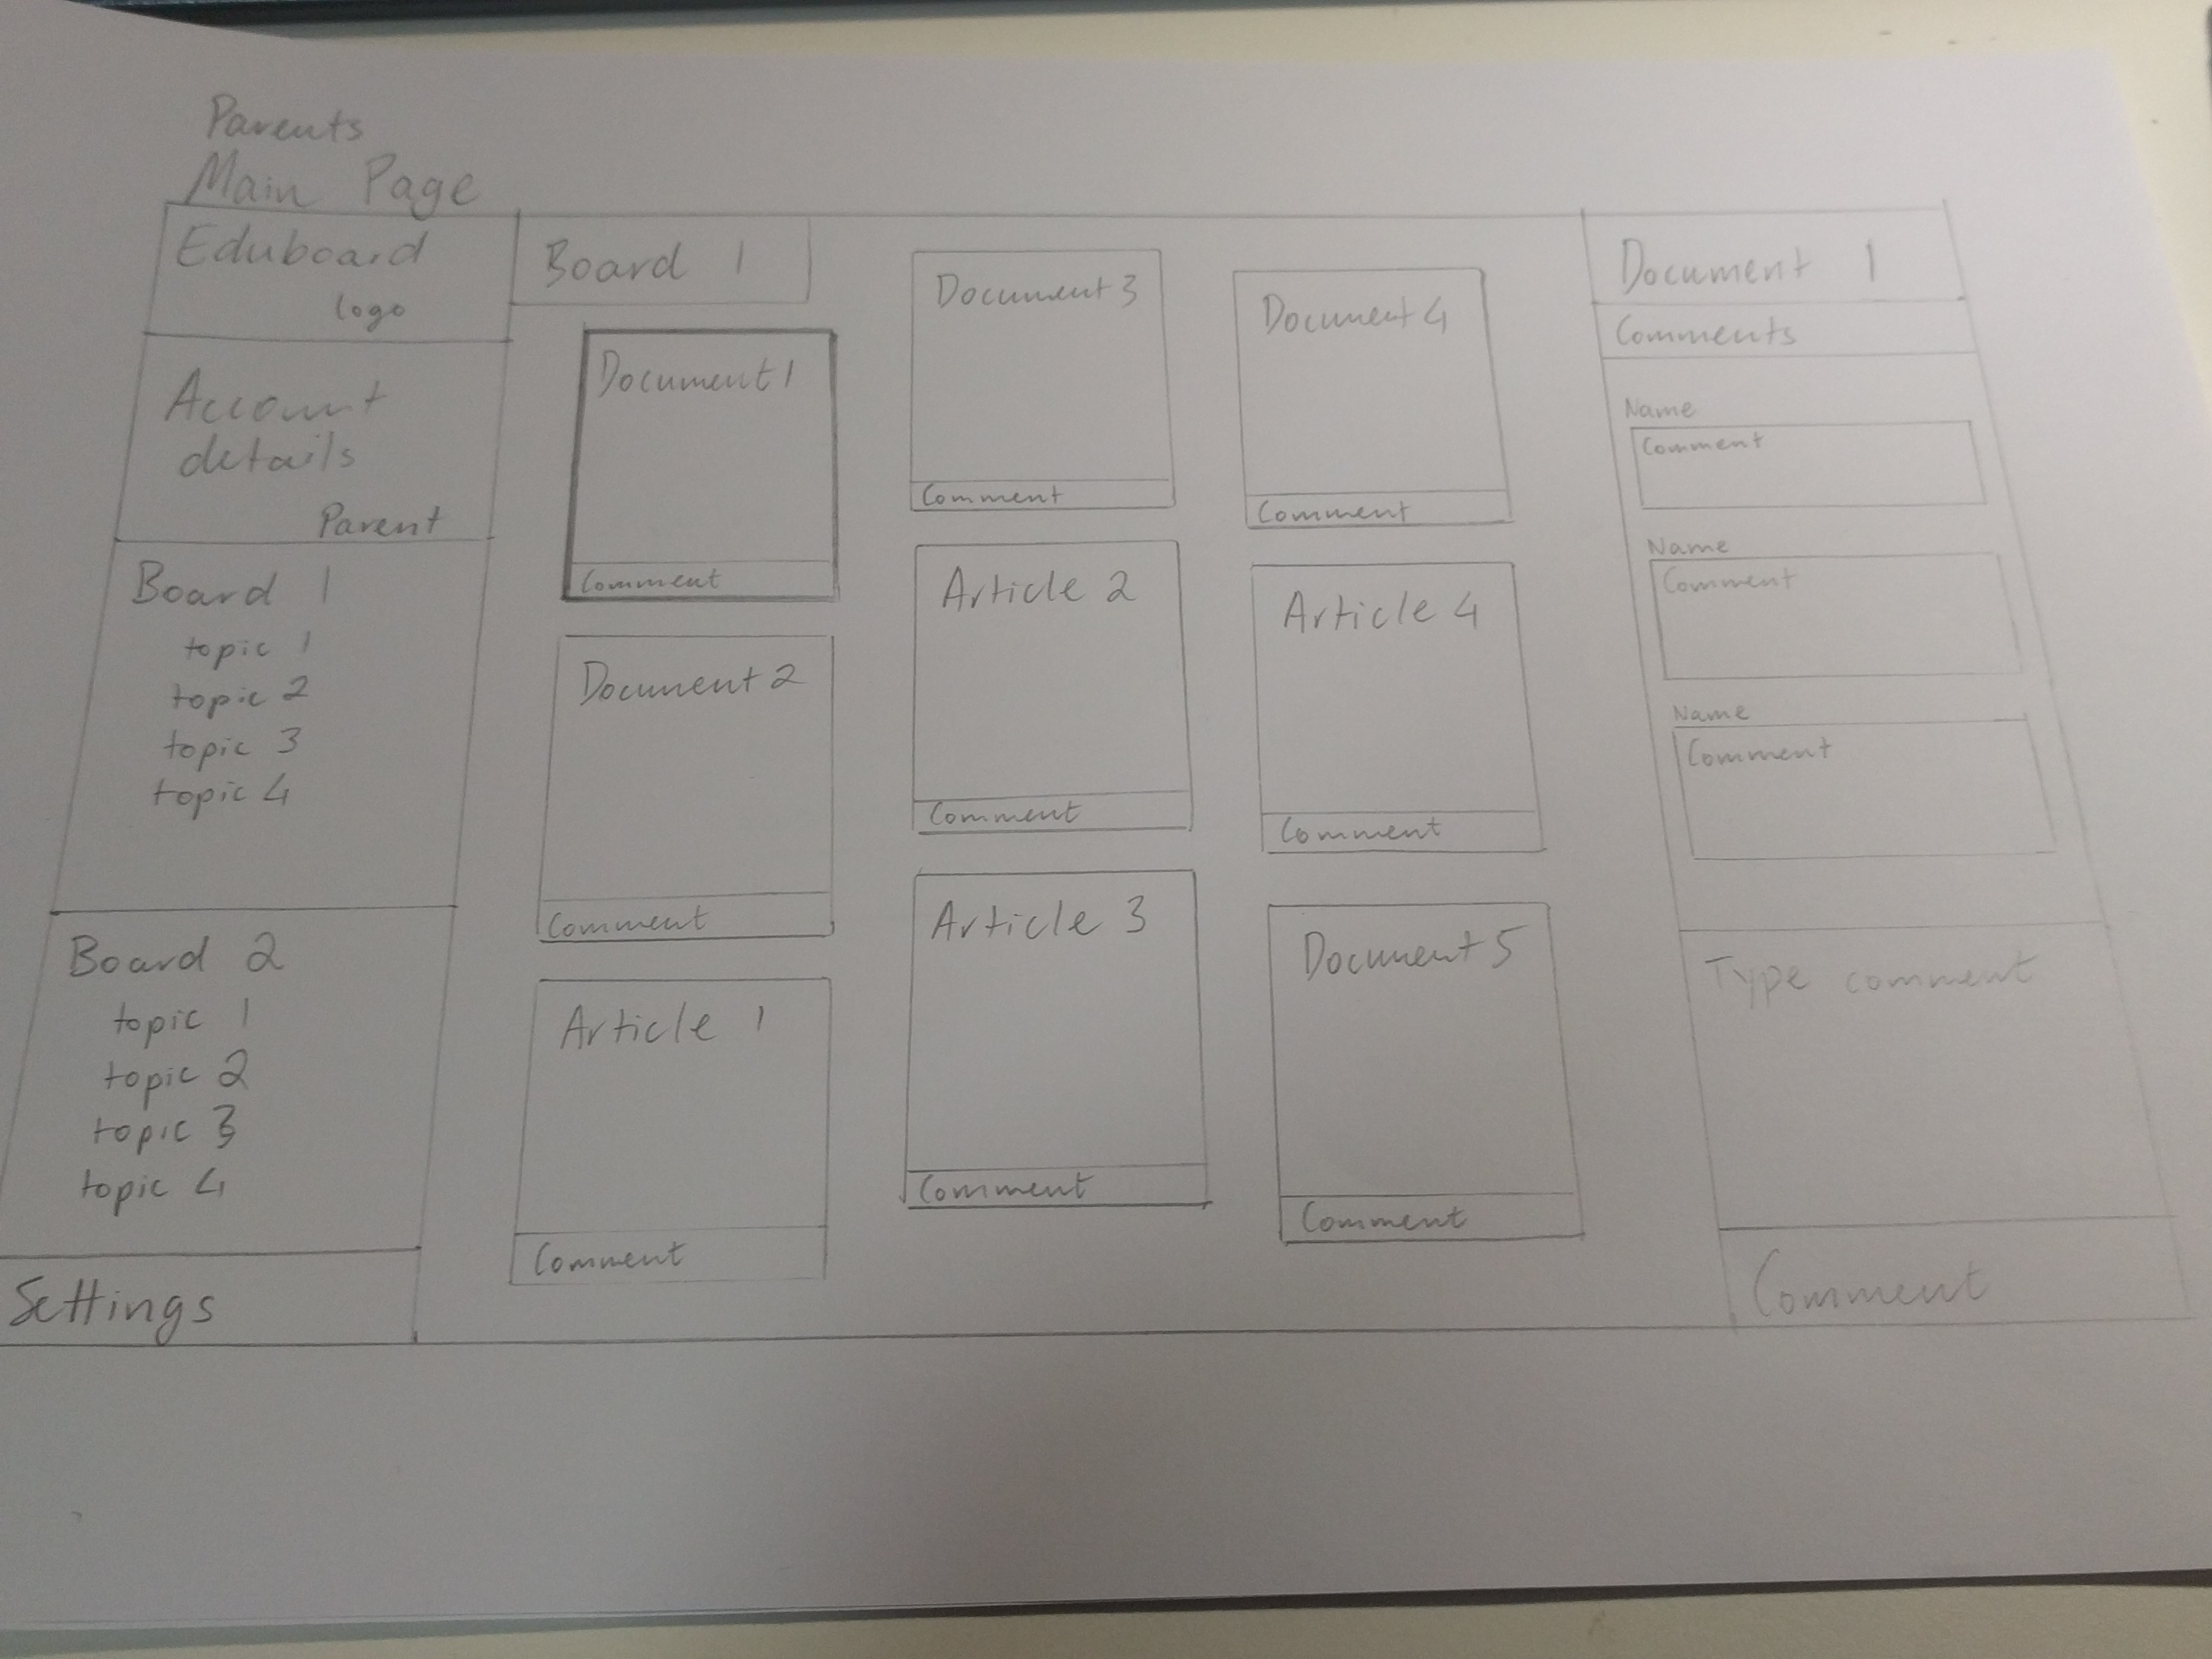 Parents
Main Page
Eduboard
logo
Account
details
Parent
Board 1
topic 1
topic 2
topic 3
topic 4
Board 2
topic 1
topic 2
topic 3
topic 4
Settings
Board 1
Document 1
Comment
Document 2
Comment
Article 1
Comment
Document 3
Comment
Article 2
Comment
Article 3
Comment
Document 4
Comment
Article 4
Comment
Document 5
Comment
Document 1
Comments
Name
Comment
Name
Comment
Name
Comment
Type comment
Comment